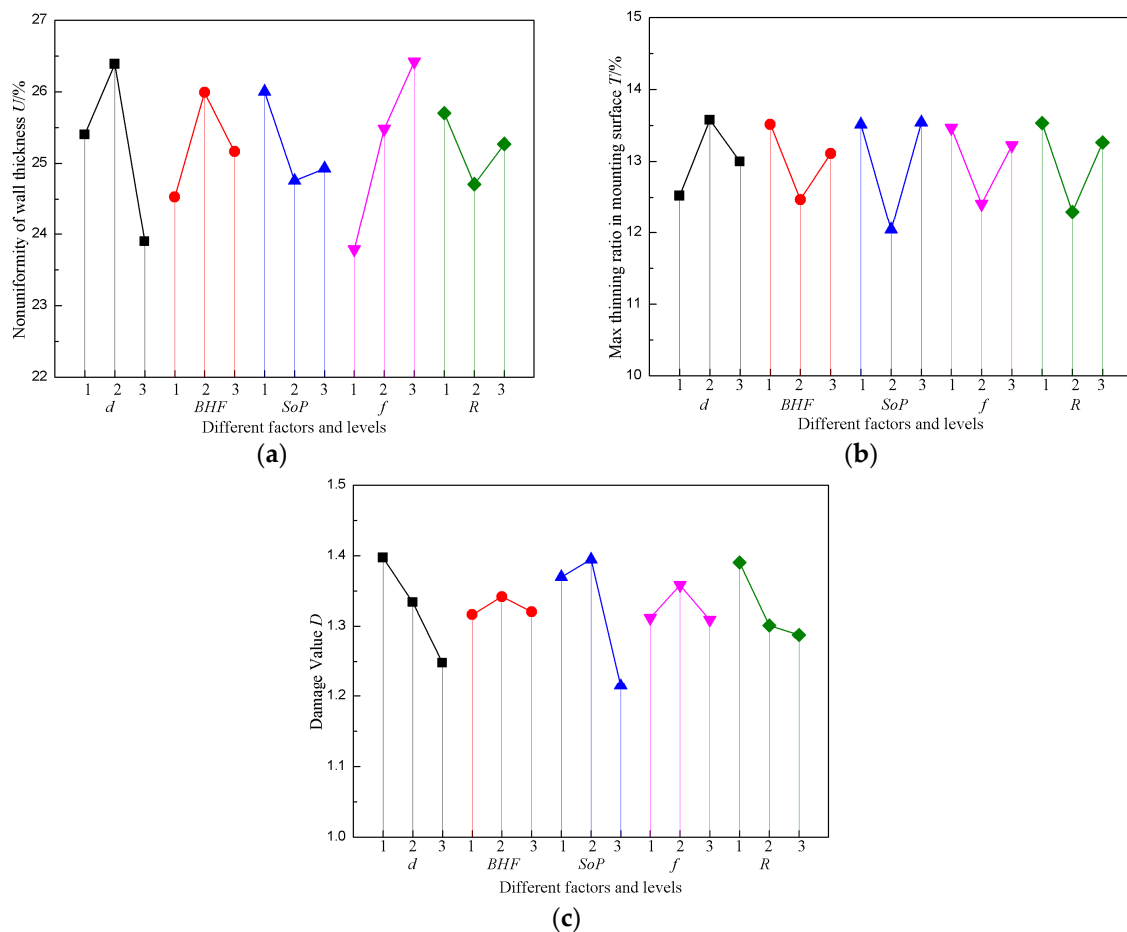 27
26
25
24
23
22
Nonuniformity of wall thickness U/%
1 2 3 1 2 3 1 2 3 1 2 3 1 2 3
d BHF SoP f R
Different factors and levels
(a)
15
14
13
12
11
10
Max thinning ratio in mounting surface T/%
1 2 3 1 2 3 1 2 3 1 2 3 1 2 3
d BHF SoP f R
Different factors and levels
(b)
1.5
1.4
1.3
1.2
1.1
1.0
Damage Value D
1 2 3 1 2 3 1 2 3 1 2 3 1 2 3
d BHF SoP f R
Different factors and levels
(c)